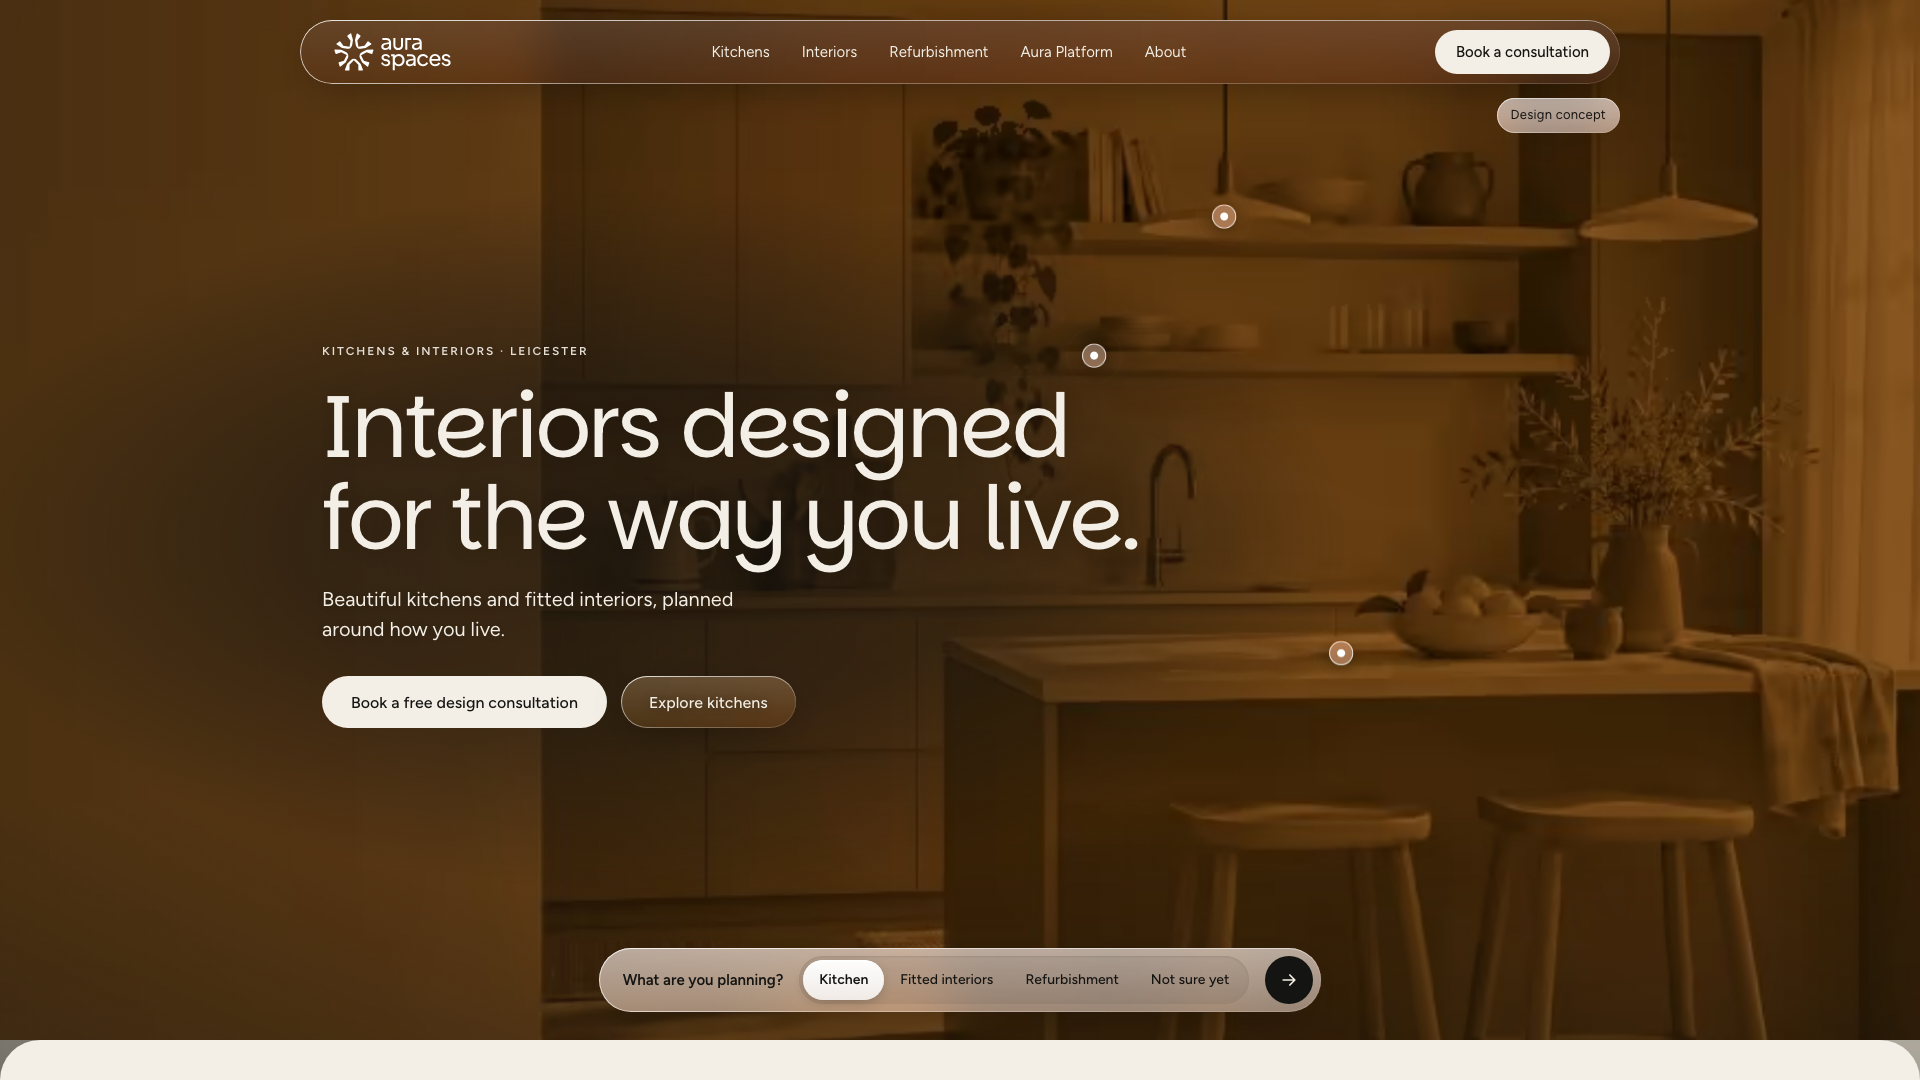 aura
spaces
Kitchens
Interiors
Refurbishment
Aura Platform
About
Book a consultation
Design concept
KITCHENS & INTERIORS · LEICESTER
Interiors designed
for the way you live.
Beautiful kitchens and fitted interiors, planned
around how you live.
Book a free design consultation
Explore kitchens
What are you planning?
Kitchen
Fitted interiors
Refurbishment
Not sure yet